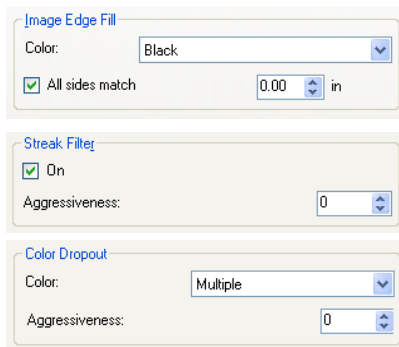 Image Edge Fill
Color: Black
All sides match 0.00 in
Streak Filter
On
Aggressiveness: 0
Color Dropout
Color: Multiple
Aggressiveness: 0